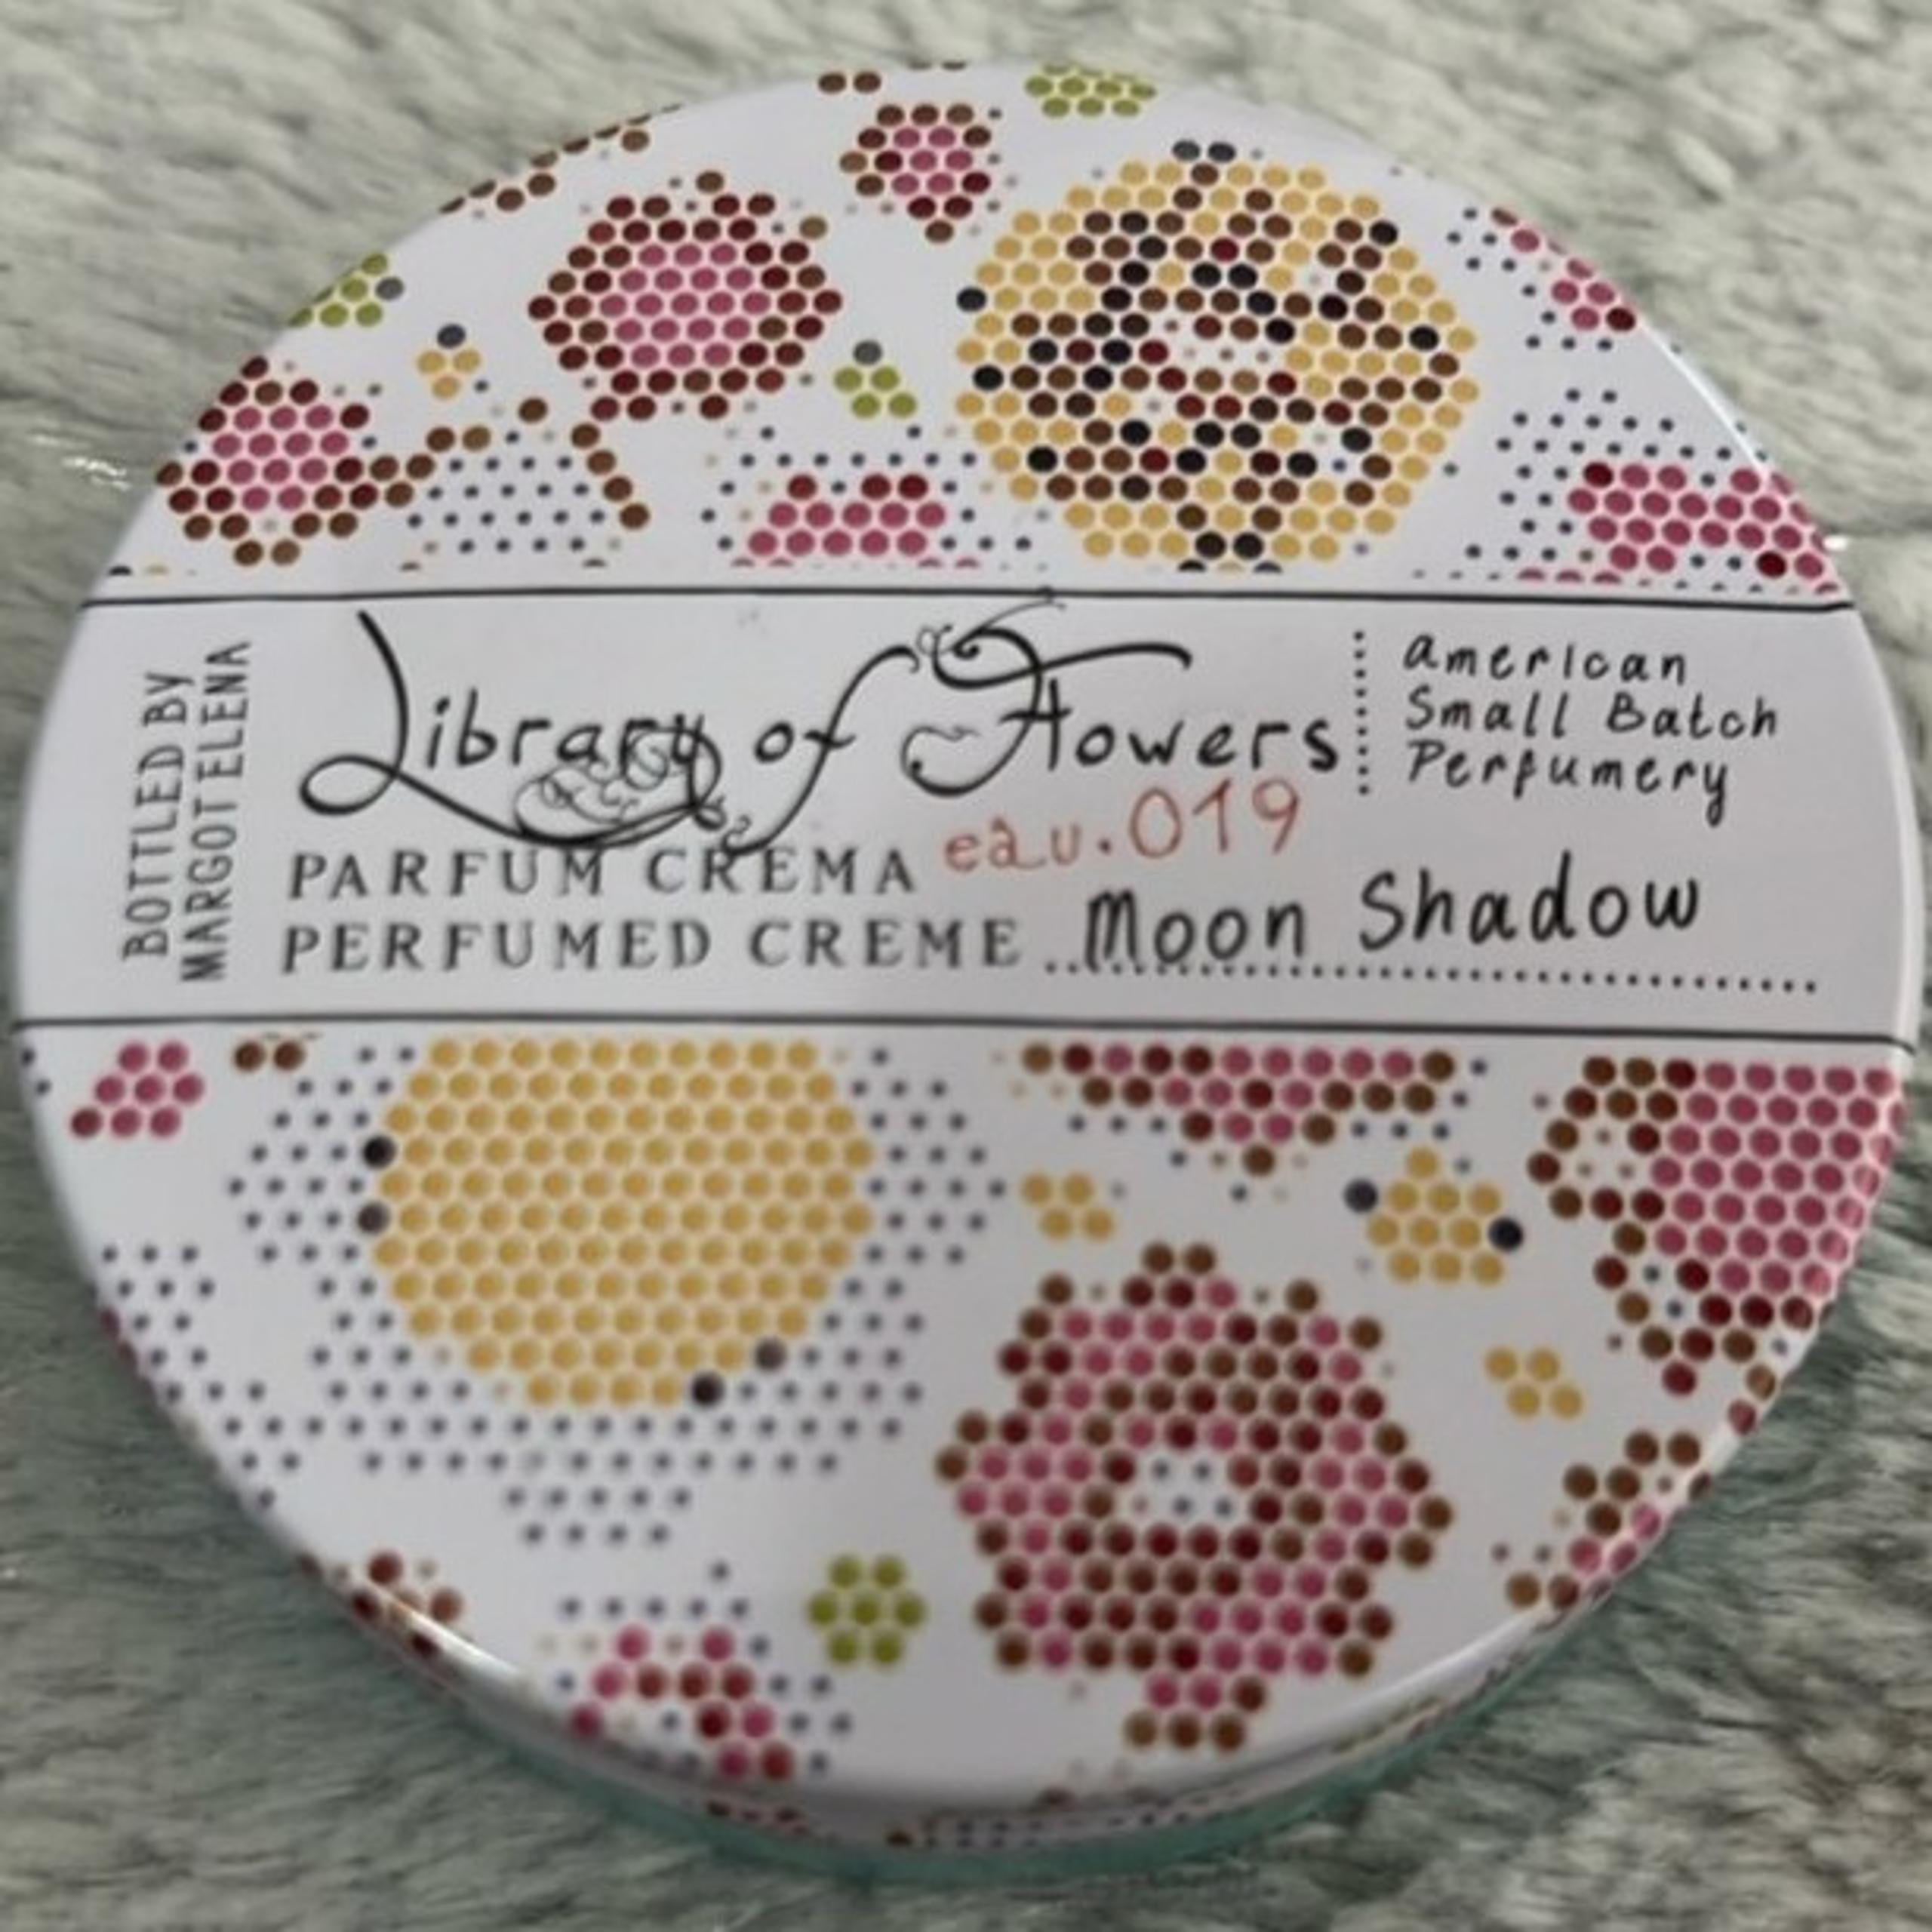 BOTTLED BY
MARGOT ELENA
Library of Flowers
american
Small Batch
Perfumery
eau.019
PARFUM CREMA
PERFUMED CREME
Moon Shadow